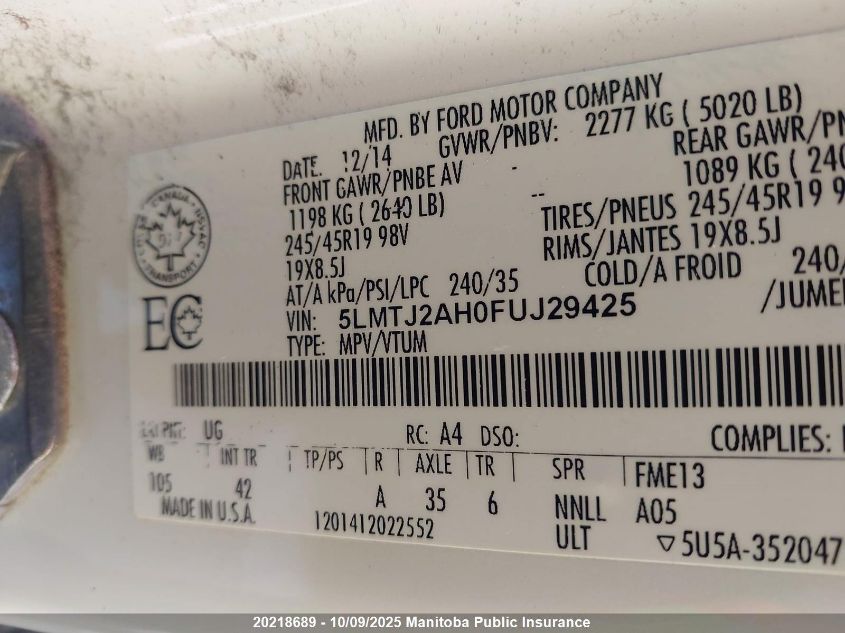 MFD. BY FORD MOTOR COMPANY
DATE: 12/14 GVWR/PNBV: 2277 KG ( 5020 LB)
FRONT GAWR/PNBE AV - REAR GAWR/PN
1198 KG ( 2640 LB) -- 1089 KG ( 240
245/45R19 98V TIRES/PNEUS 245/45R19 9
19X8.5J RIMS/JANTES 19X8.5J
AT/A kPa/PSI/LPC 240/35 COLD/A FROID 240/
VIN: 5LMTJ2AH0FUJ29425 /JUME
TYPE: MPV/VTUM
CANADA
TRANSPORT
EC
UG RC: A4 DSO: COMPLIES:
WB INT TR TP/PS R AXLE TR SPR FME13
105 42 A 35 6 NNLL A05
MADE IN U.S.A. 1201412022552 ULT ▽5U5A-352047
20218689 - 10/09/2025 Manitoba Public Insurance